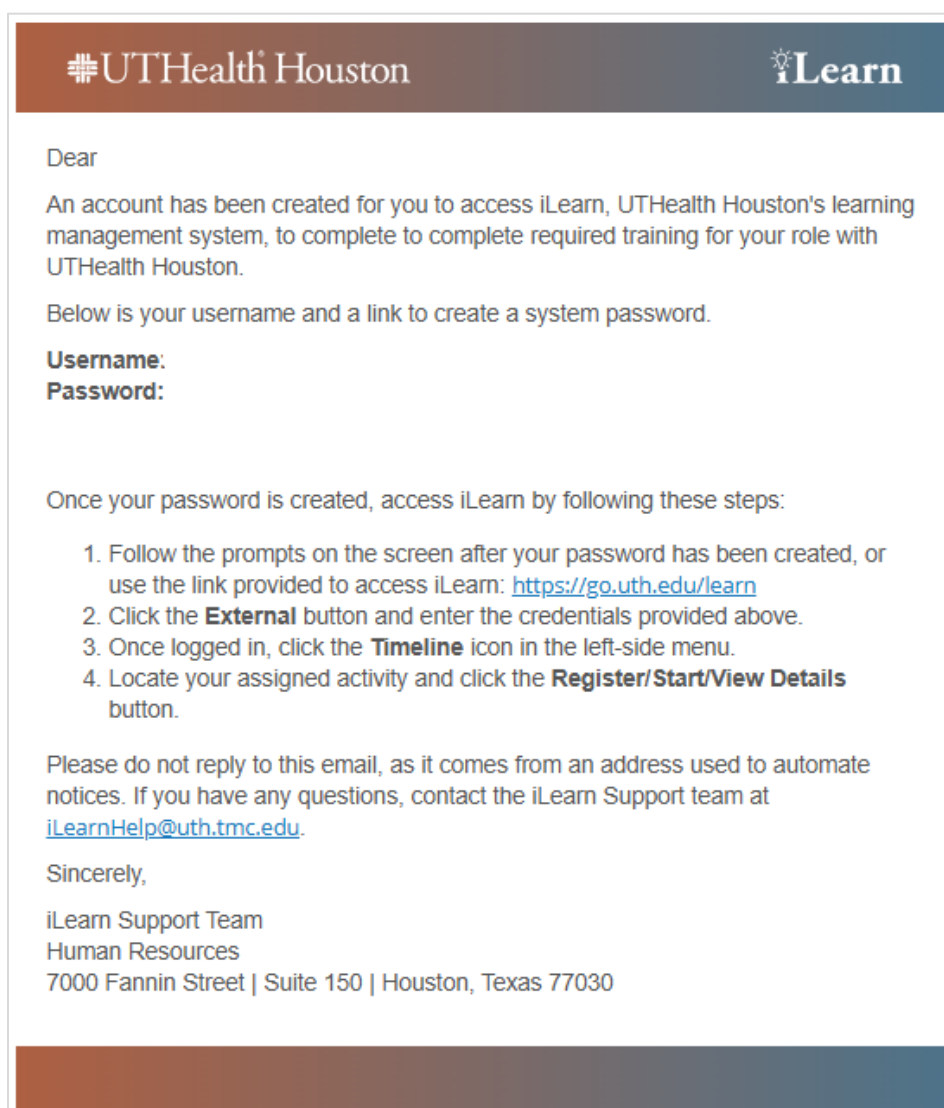 UTHealth Houston
iLearn
Dear
An account has been created for you to access iLearn, UTHealth Houston's learning
management system, to complete to complete required training for your role with
UTHealth Houston.
Below is your username and a link to create a system password.
Username:
Password:
Once your password is created, access iLearn by following these steps:
1. Follow the prompts on the screen after your password has been created, or
use the link provided to access iLearn: https://go.uth.edu/learn
2. Click the External button and enter the credentials provided above.
3. Once logged in, click the Timeline icon in the left-side menu.
4. Locate your assigned activity and click the Register/Start/View Details
button.
Please do not reply to this email, as it comes from an address used to automate
notices. If you have any questions, contact the iLearn Support team at
iLearnHelp@uth.tmc.edu.
Sincerely,
iLearn Support Team
Human Resources
7000 Fannin Street | Suite 150 | Houston, Texas 77030